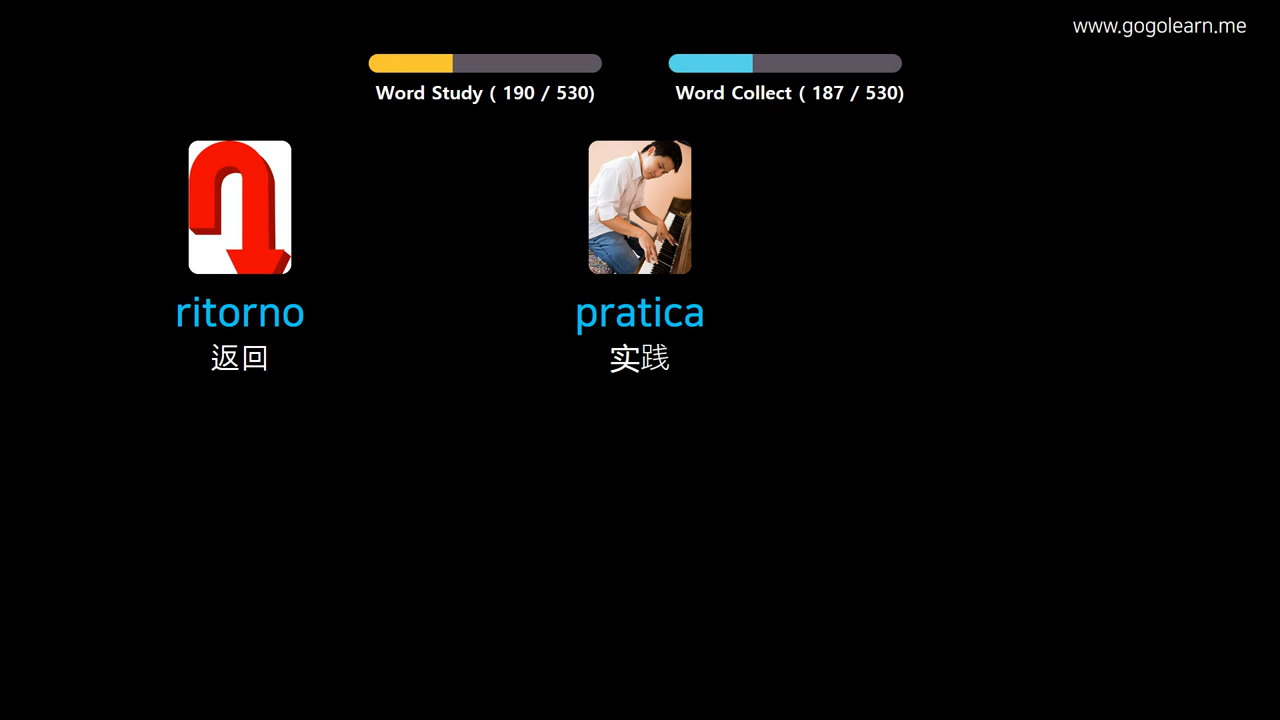 www.gogolearn.me
Word Study ( 190 / 530)
Word Collect ( 187 / 530)
ritorno
返回
pratica
实践